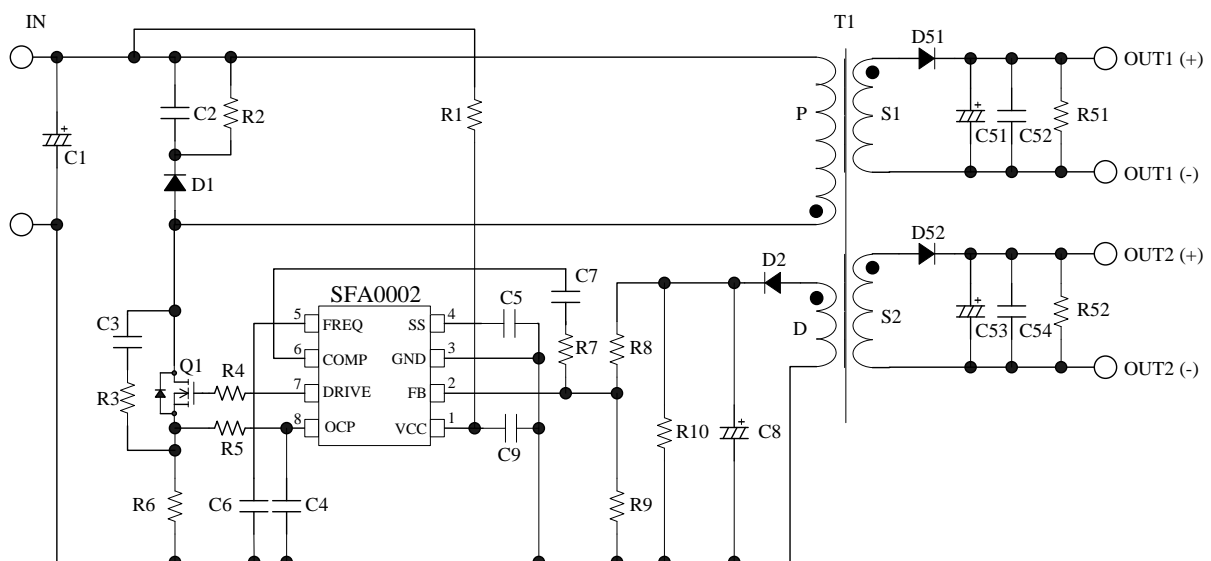 IN
T1
D51
OUT1 (+)
C2
R2
R1
P
S1
C51
C52
R51
C1
D1
OUT1 (-)
D52
OUT2 (+)
D2
C7
SFA0002
C5
5
FREQ
SS
4
C3
R7
R8
D
S2
C53
C54
R52
6
COMP
GND
3
Q1
R4
OUT2 (-)
R3
7
DRIVE
FB
2
R5
8
OCP
VCC
1
C9
R10
C8
R6
C6
C4
R9